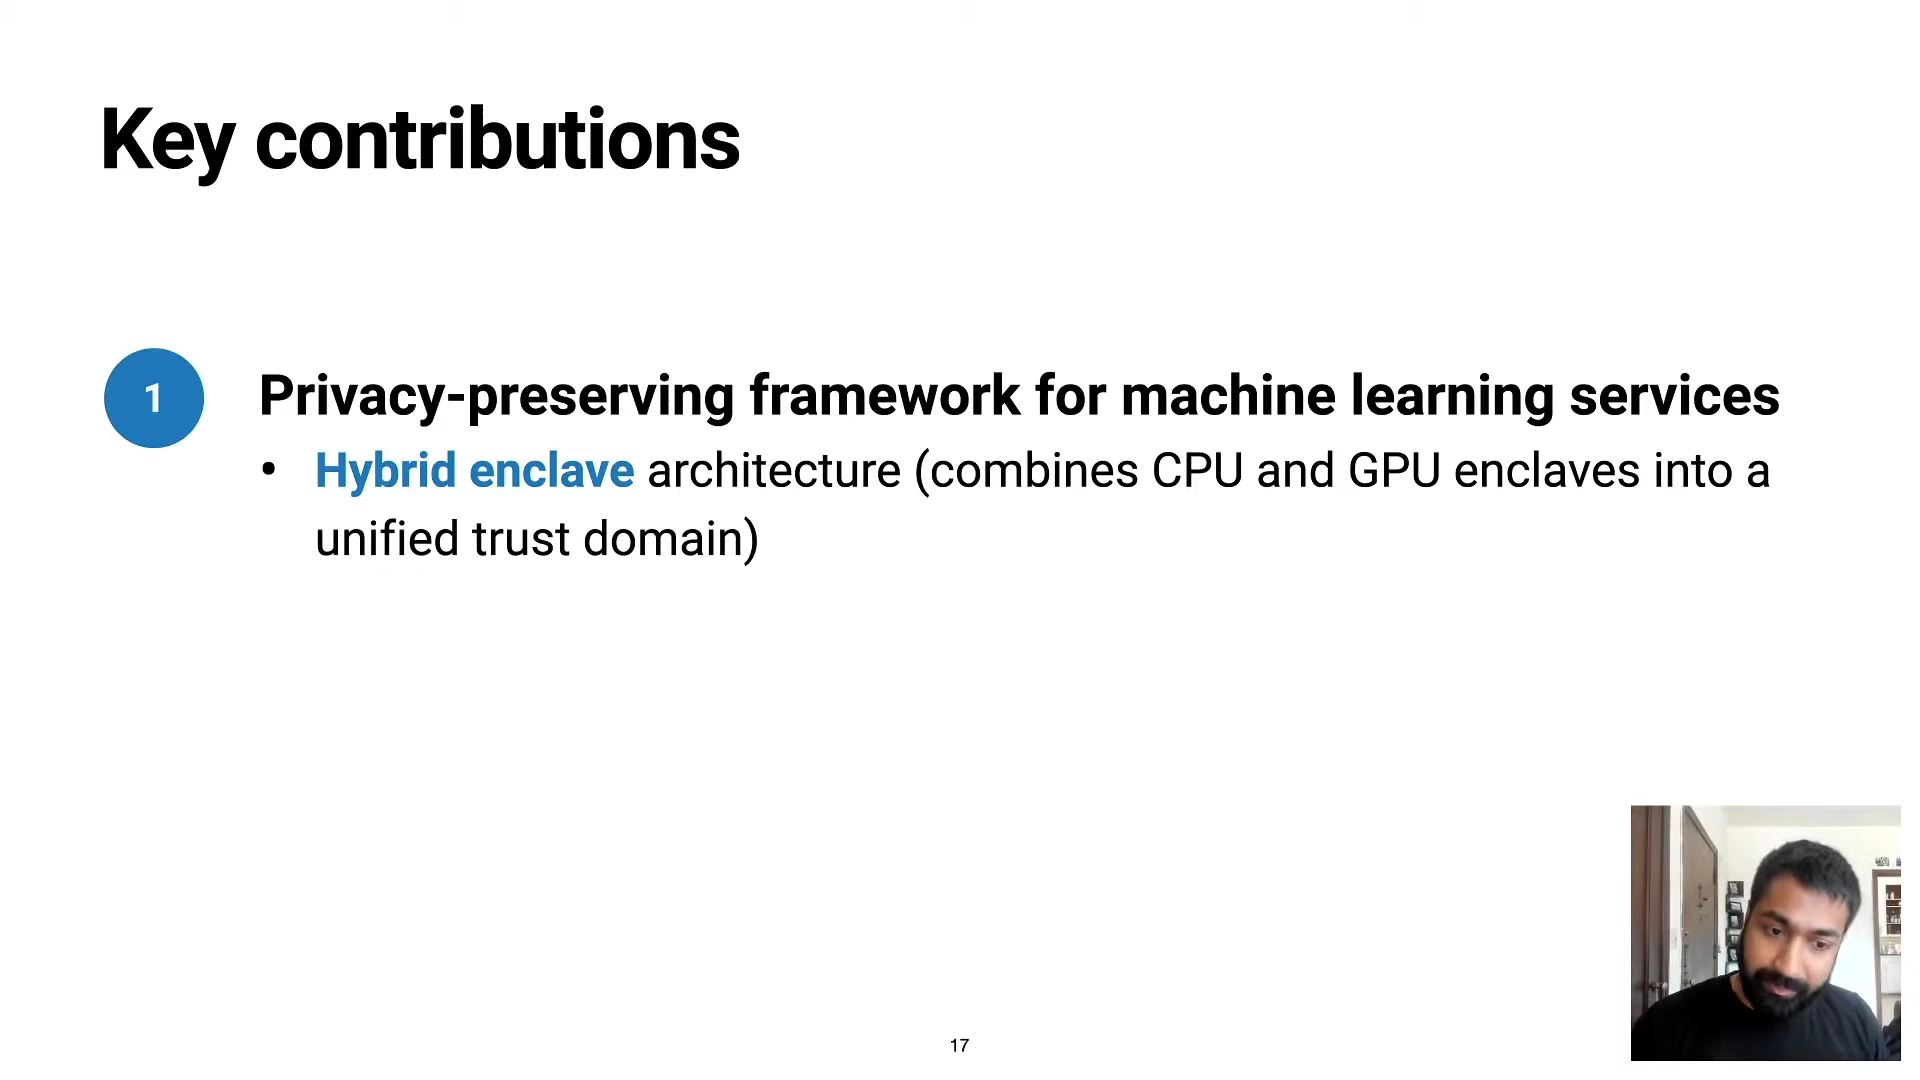 Key contributions
1
Privacy-preserving framework for machine learning services
• Hybrid enclave architecture (combines CPU and GPU enclaves into a
unified trust domain)
17